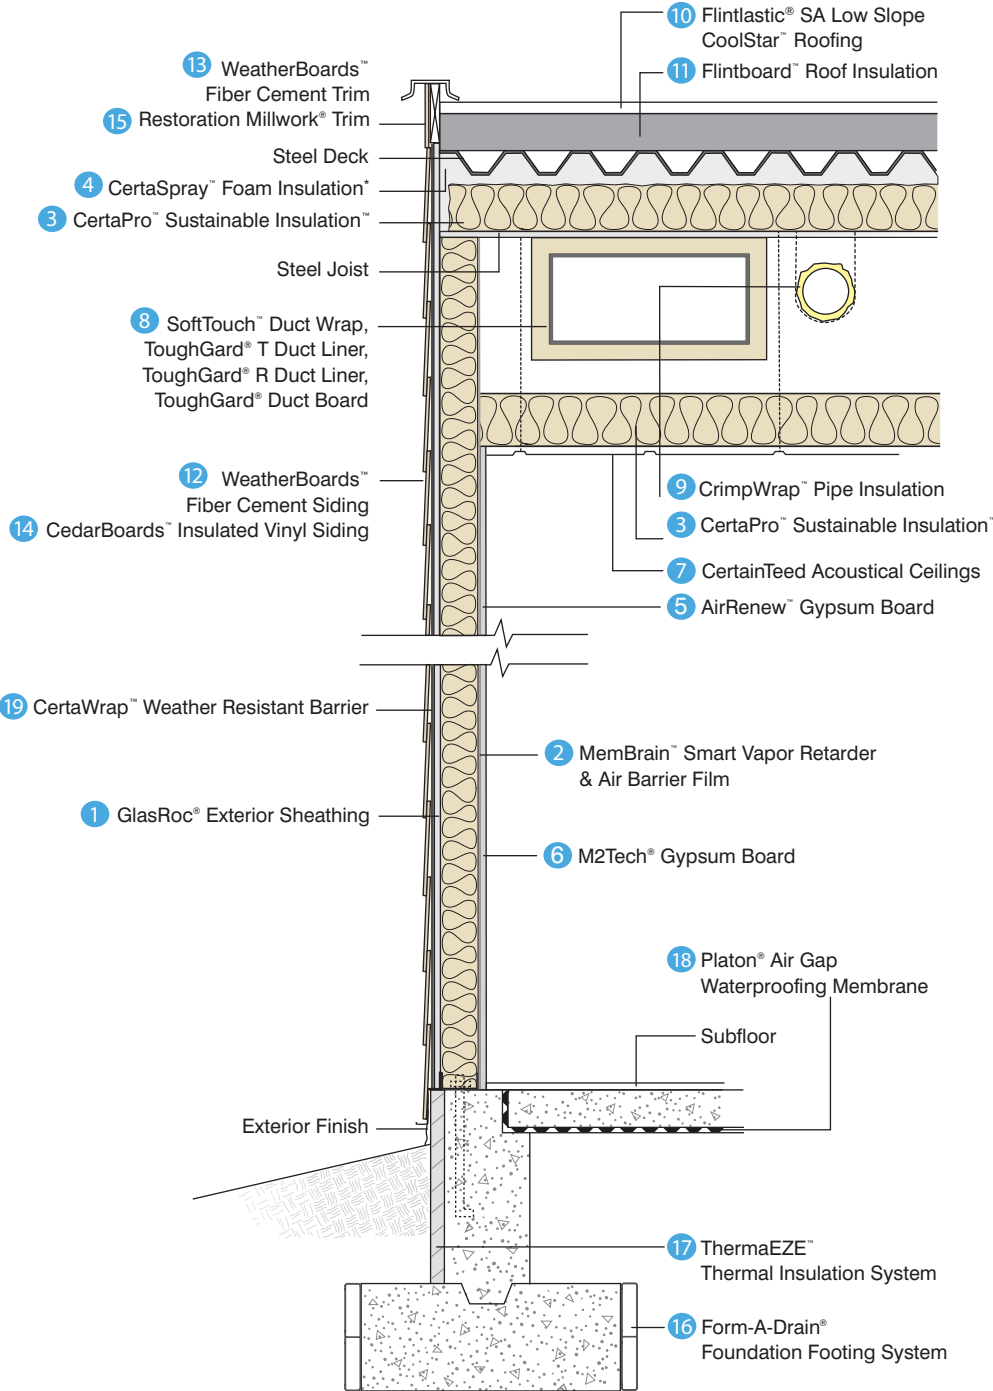 10 Flintlastic® SA Low Slope
CoolStar™ Roofing
11 Flintboard™ Roof Insulation
13 WeatherBoards™
Fiber Cement Trim
15 Restoration Millwork® Trim
Steel Deck
4 CertaSpray™ Foam Insulation*
3 CertaPro™ Sustainable Insulation™
Steel Joist
8 SoftTouch™ Duct Wrap,
ToughGard® T Duct Liner,
ToughGard® R Duct Liner,
ToughGard® Duct Board
12 WeatherBoards™
Fiber Cement Siding
14 CedarBoards™ Insulated Vinyl Siding
9 CrimpWrap™ Pipe Insulation
3 CertaPro™ Sustainable Insulation™
7 CertainTeed Acoustical Ceilings
5 AirRenew™ Gypsum Board
19 CertaWrap™ Weather Resistant Barrier
2 MemBrain™ Smart Vapor Retarder
& Air Barrier Film
1 GlasRoc® Exterior Sheathing
6 M2Tech® Gypsum Board
18 Platon® Air Gap
Waterproofing Membrane
Subfloor
Exterior Finish
17 ThermaEZE™
Thermal Insulation System
16 Form-A-Drain®
Foundation Footing System